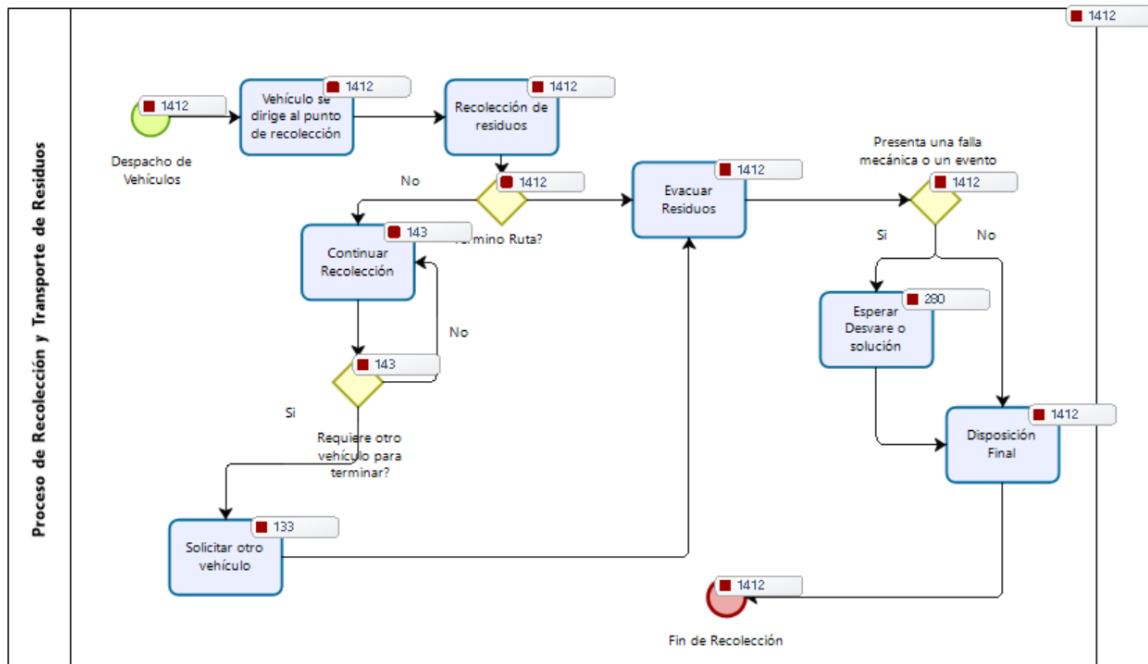 Proceso de Recolección y Transporte de Residuos
1412
1412
Despacho de
Vehículos
1412
Vehículo se
dirige al punto
de recolección
1412
Recolección de
residuos
1412
Termino Ruta?
No
143
Continuar
Recolección
143
No
Si
Requiere otro
vehículo para
terminar?
133
Solicitar otro
vehículo
1412
Evacuar
Residuos
Presenta una falla
mecánica o un evento
1412
Si
No
280
Esperar
Desvare o
solución
1412
Disposición
Final
1412
Fin de Recolección